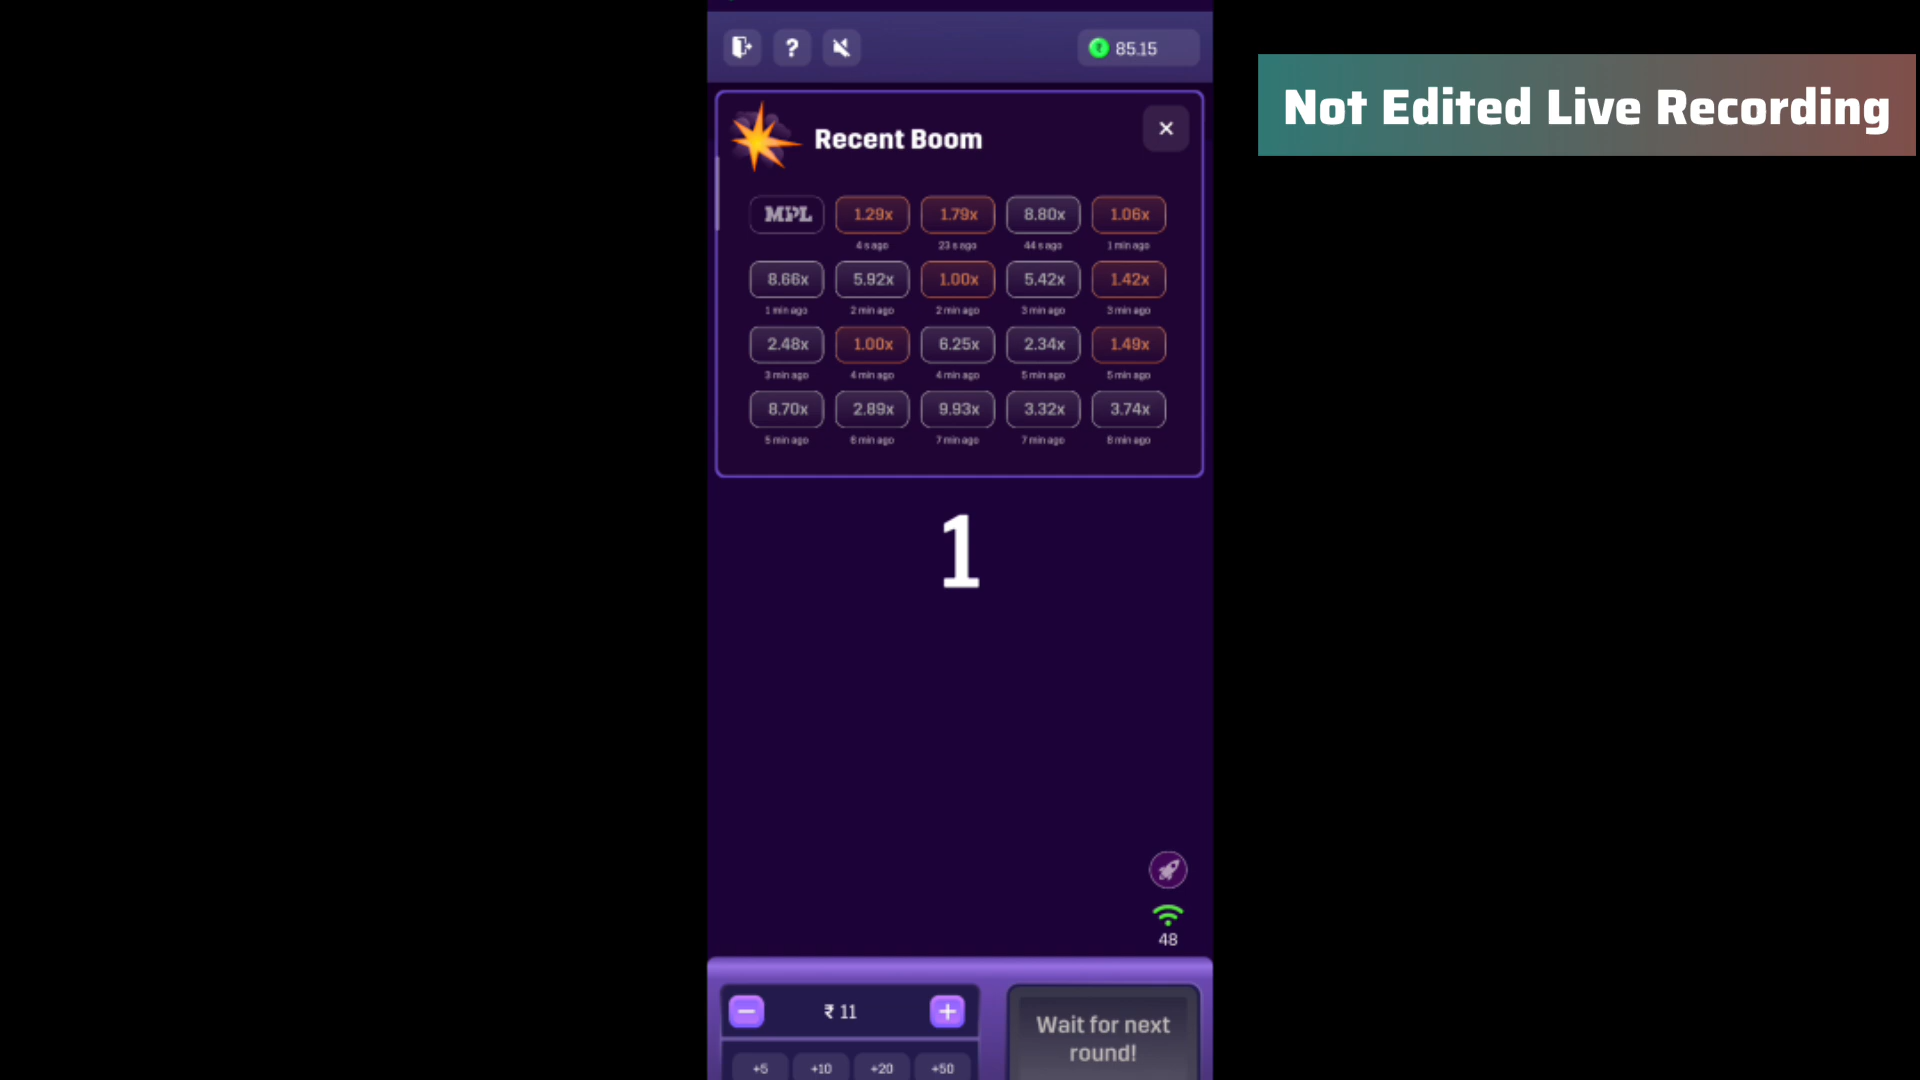 ?
85.15
Not Edited Live Recording
Recent Boom
MPL 1.29x 1.79x 8.80x 1.06x
4 s ago 23 s ago 44 s ago 1 min ago
8.66x 5.92x 1.00x 5.42x 1.42x
1 min ago 2 min ago 2 min ago 3 min ago 3 min ago
2.48x 1.00x 6.25x 2.34x 1.49x
3 min ago 4 min ago 4 min ago 5 min ago 5 min ago
8.70x 2.89x 9.93x 3.32x 3.74x
5 min ago 6 min ago 7 min ago 7 min ago 8 min ago
1
48
₹ 11
Wait for next
round!
+5 +10 +20 +50